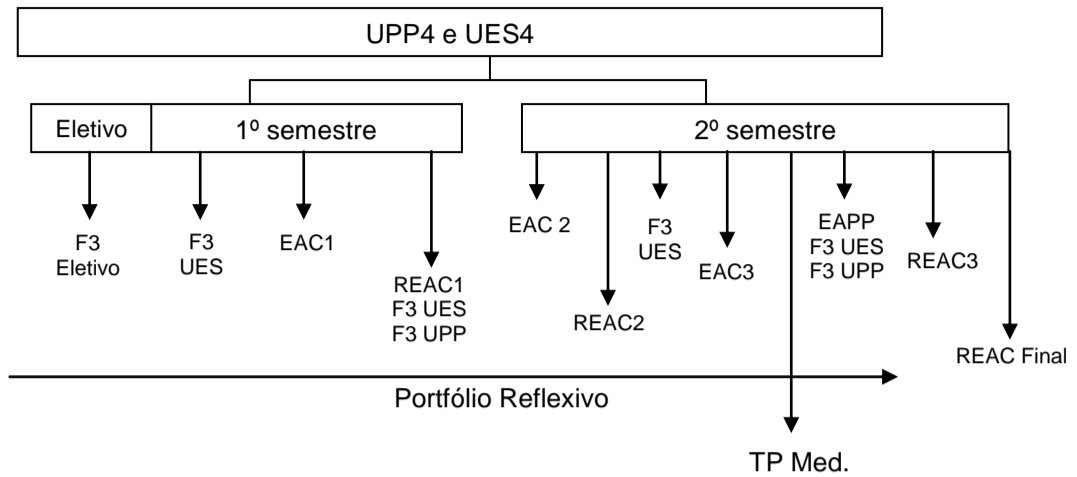 UPP4 e UES4
Eletivo
1º semestre
2º semestre
F3
Eletivo
F3
UES
EAC1
REAC1
F3 UES
F3 UPP
EAC 2
REAC2
F3
UES
EAC3
EAPP
F3 UES
F3 UPP
REAC3
REAC Final
Portfólio Reflexivo
TP Med.